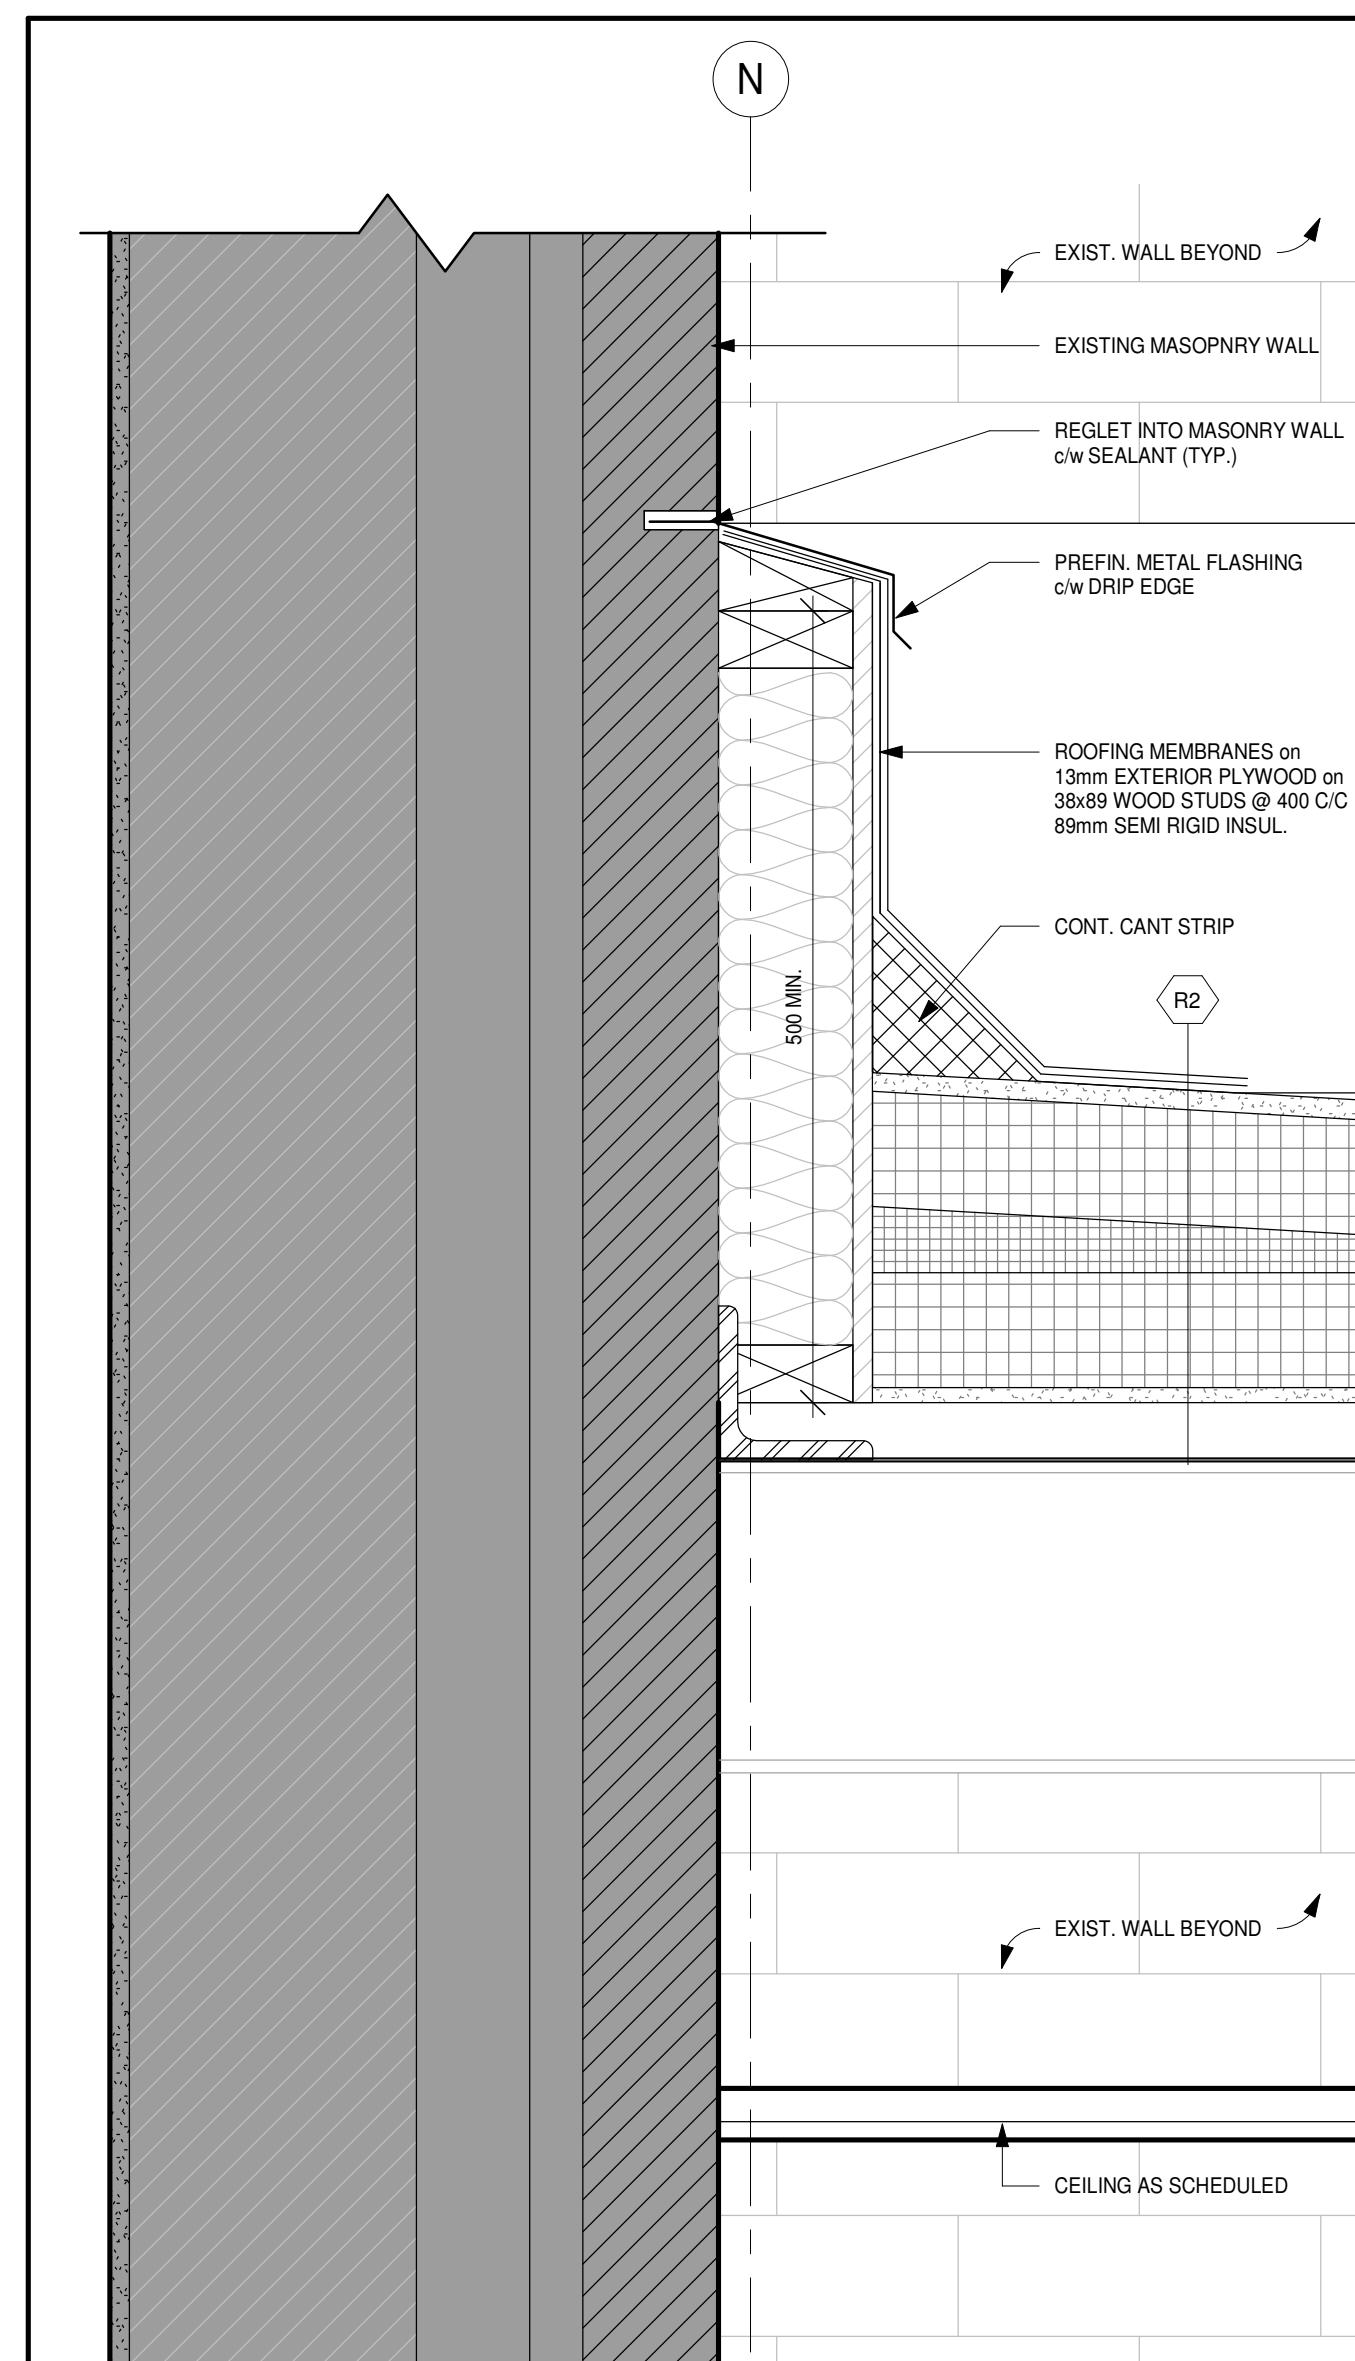 N
EXIST. WALL BEYOND
EXISTING MASOPNRY WALL
REGLET INTO MASONRY WALL
c/w SEALANT (TYP.)
PREFIN. METAL FLASHING
c/w DRIP EDGE
ROOFING MEMBRANES on
13mm EXTERIOR PLYWOOD on
38x89 WOOD STUDS @ 400 C/C
89mm SEMI RIGID INSUL.
CONT. CANT STRIP
500 MIN.
R2
EXIST. WALL BEYOND
CEILING AS SCHEDULED